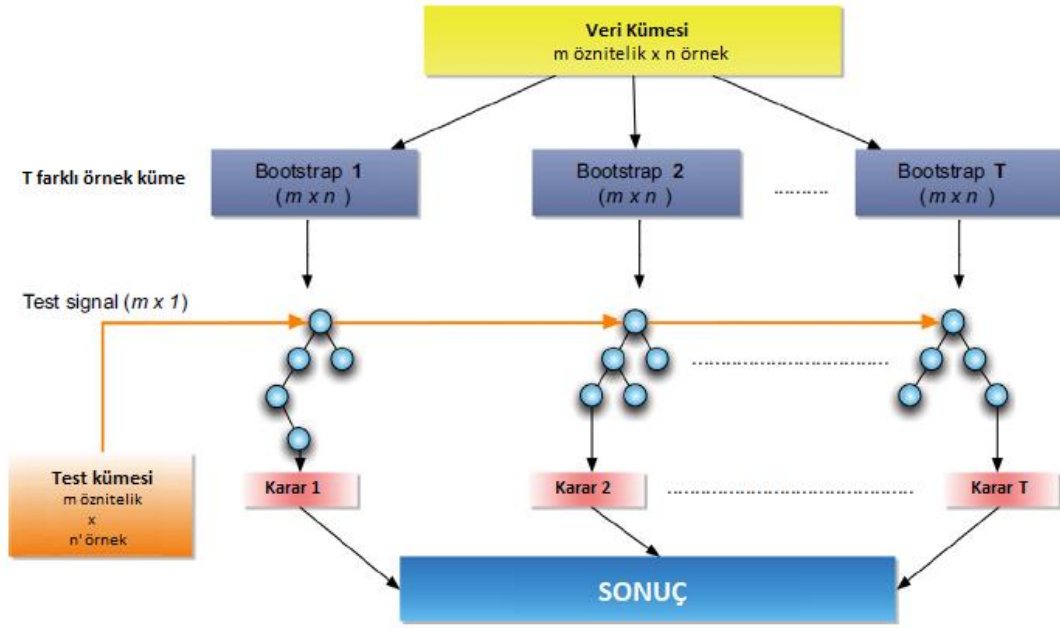 Veri Kümesi
m öznitelik x n örnek
T farklı örnek küme
Bootstrap 1
( m x n )
Bootstrap 2
( m x n )
..........
Bootstrap T
( m x n )
Test signal (m x 1)
Test kümesi
m öznitelik
x
n' örnek
Karar 1
Karar 2
Karar T
SONUÇ